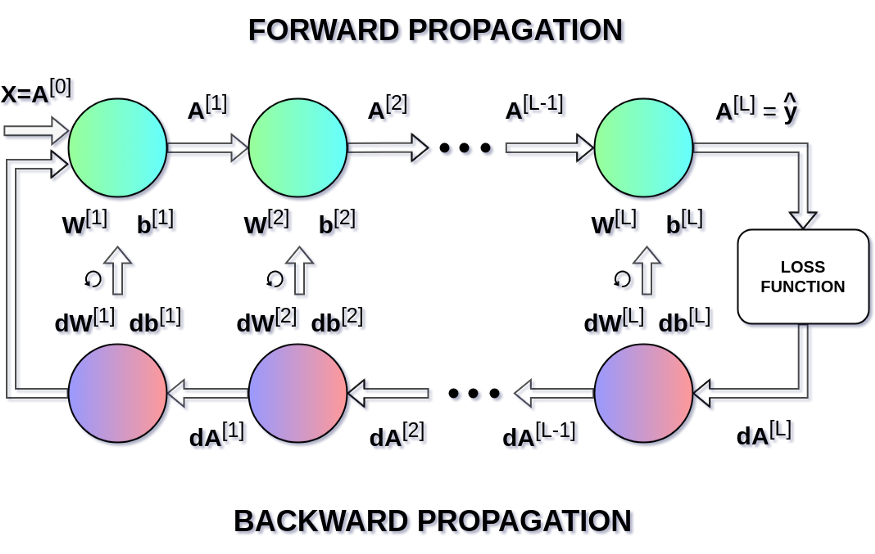 FORWARD PROPAGATION
X=A[0]
A[1]
A[2]
A[L-1]
A[L] = ŷ
W[1] b[1]
W[2] b[2]
W[L] b[L]
LOSS
FUNCTION
dW[1] db[1]
dW[2] db[2]
dW[L] db[L]
dA[1]
dA[2]
dA[L-1]
dA[L]
BACKWARD PROPAGATION